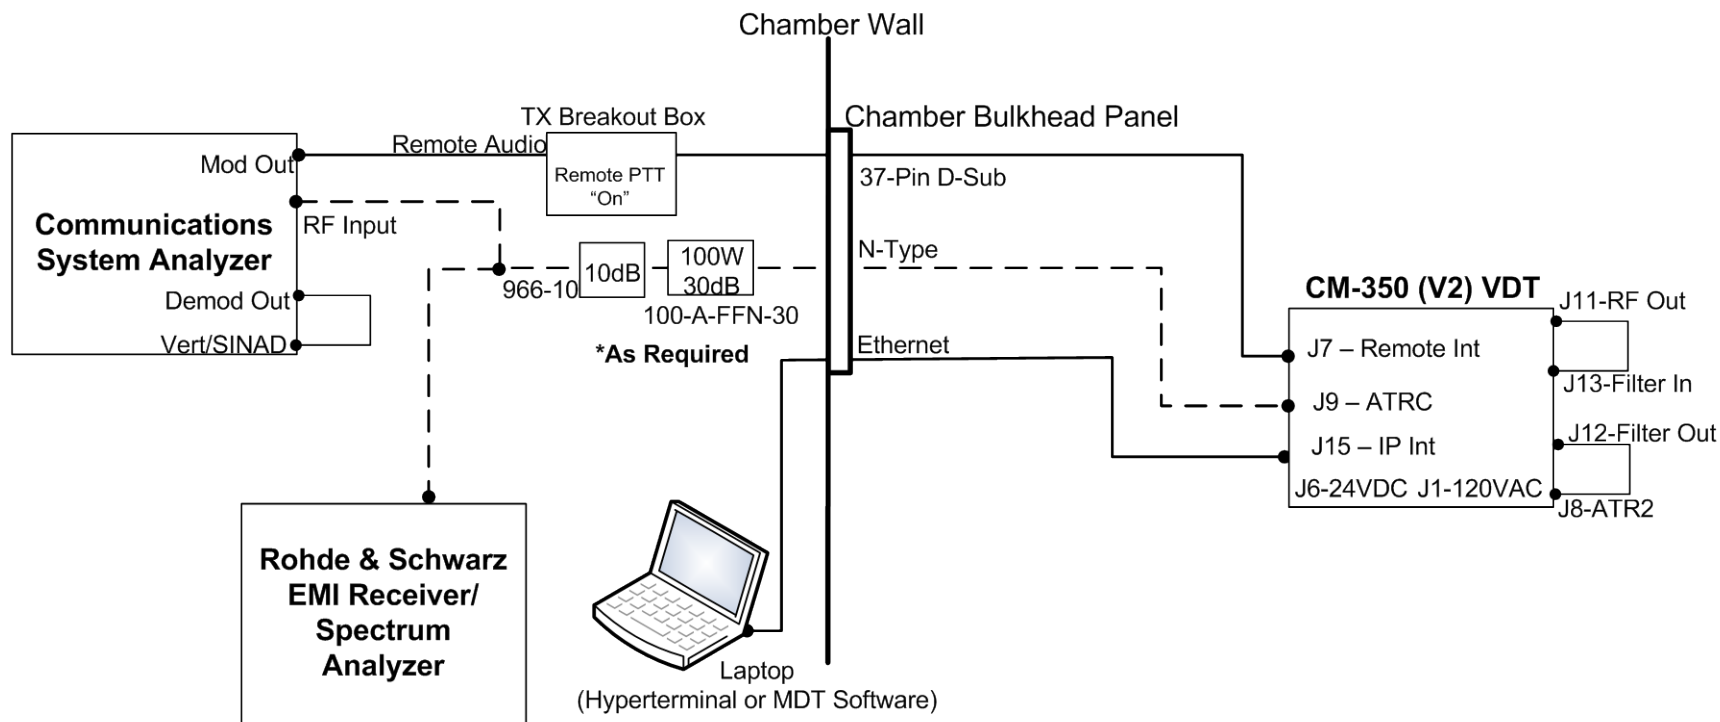 Chamber Wall
TX Breakout Box
Chamber Bulkhead Panel
Mod Out
Remote Audio
Remote PTT
“On”
37-Pin D-Sub
Communications
System Analyzer
RF Input
N-Type
966-10
10dB
100W
30dB
100-A-FFN-30
*As Required
Demod Out
Vert/SINAD
Ethernet
CM-350 (V2) VDT
J7 – Remote Int
J9 – ATRC
J15 – IP Int
J6-24VDC J1-120VAC
J11-RF Out
J13-Filter In
J12-Filter Out
J8-ATR2
Rohde & Schwarz
EMI Receiver/
Spectrum
Analyzer
Laptop
(Hyperterminal or MDT Software)